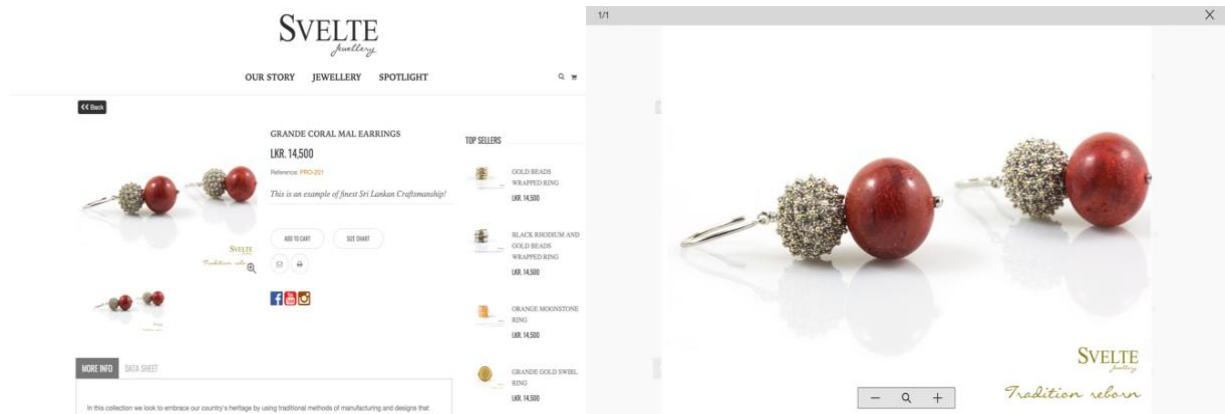 SVELTE
Jewellery
OUR STORY JEWELLERY SPOTLIGHT
<< Back
GRANDE CORAL MAL EARRINGS
LKR. 14,500
Reference: PRO-221
This is an example of finest Sri Lankan Craftsmanship!
ADD TO CART SIZE CHART
SVELTE
Tradition
MORE INFO DATA SHEET
In this collection we look to embrace our country's heritage by using traditional methods of manufacturing and designs that
TOP SELLERS
GOLD BEADS
WRAPPED RING
LKR. 14,500
BLACK RHODIUM AND
GOLD BEADS
WRAPPED RING
LKR. 14,500
ORANGE MOONSTONE
RING
LKR. 14,500
GRANDE GOLD SWIRL
RING
LKR. 14,500
1/1
SVELTE
Jewellery
Tradition reborn